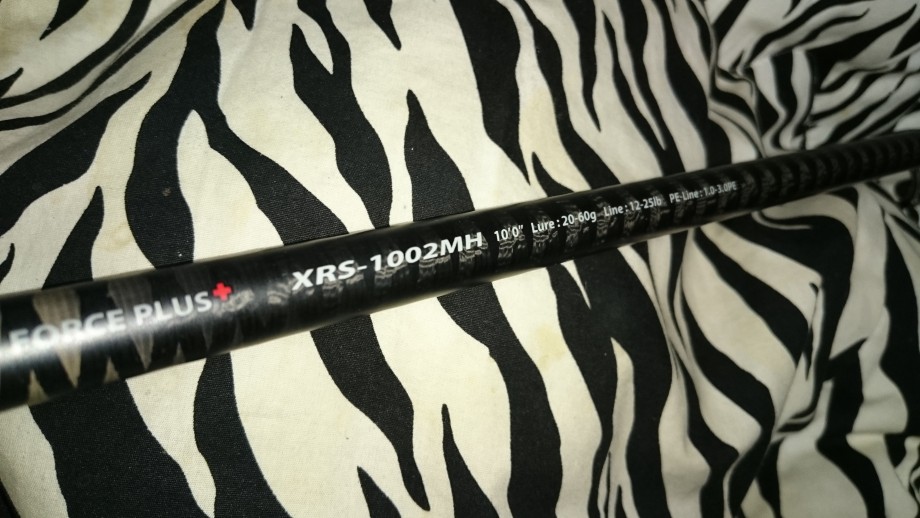 FORCE PLUS+ XRS-1002MH 10'0" Lure:20-60g Line:12-25lb PE-Line:1.0-3.0PE